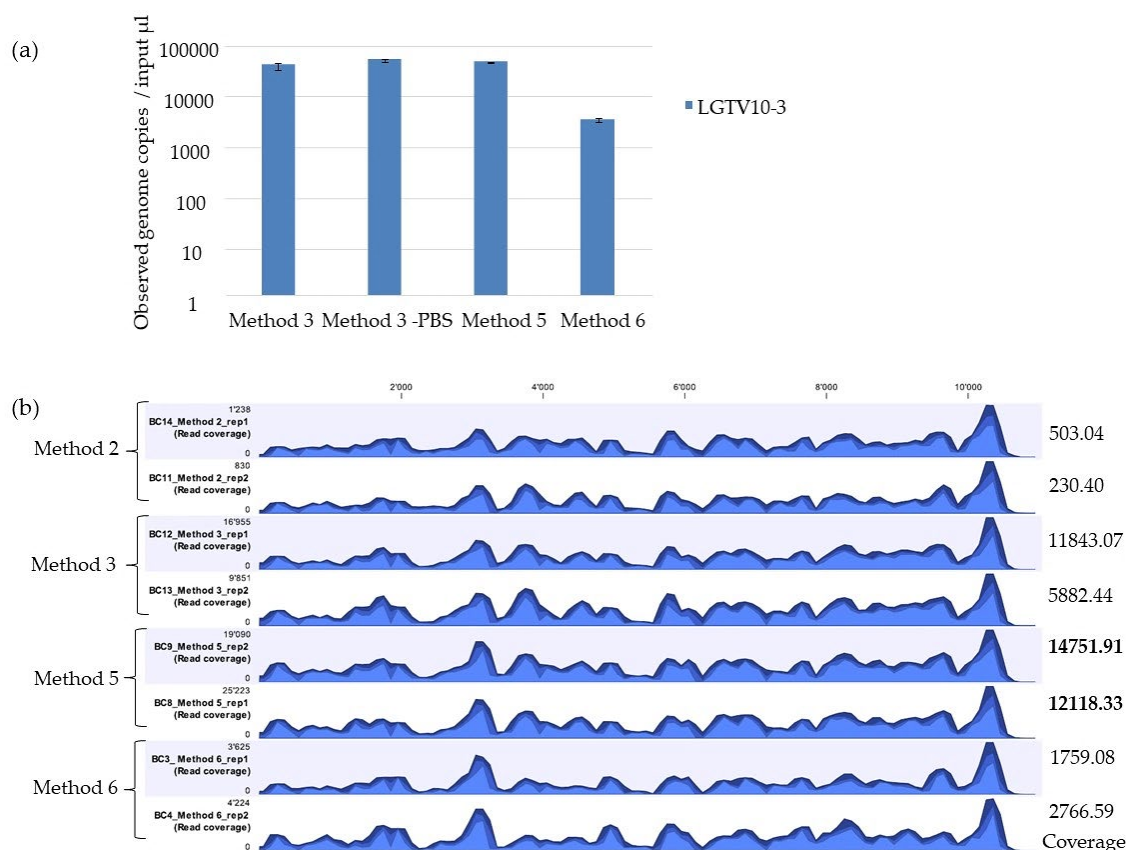 (a)
Observed genome copies / input µl
100000
10000
1000
100
10
1
Method 3 Method 3 -PBS Method 5 Method 6
LGTV10-3
(b)
2'000 4'000 6'000 8'000 10'000
Method 2
1'238
BC14_Method 2_rep1
(Read coverage)
0
503.04
830
BC11_Method 2_rep2
(Read coverage)
0
230.40
Method 3
16'955
BC12_Method 3_rep1
(Read coverage)
0
11843.07
9'851
BC13_Method 3_rep2
(Read coverage)
0
5882.44
Method 5
19'090
BC9_Method 5_rep2
(Read coverage)
0
14751.91
25'223
BC8_Method 5_rep1
(Read coverage)
0
12118.33
Method 6
3'625
BC3_ Method 6_rep1
(Read coverage)
0
1759.08
4'224
BC4_Method 6_rep2
(Read coverage)
0
2766.59
Coverage